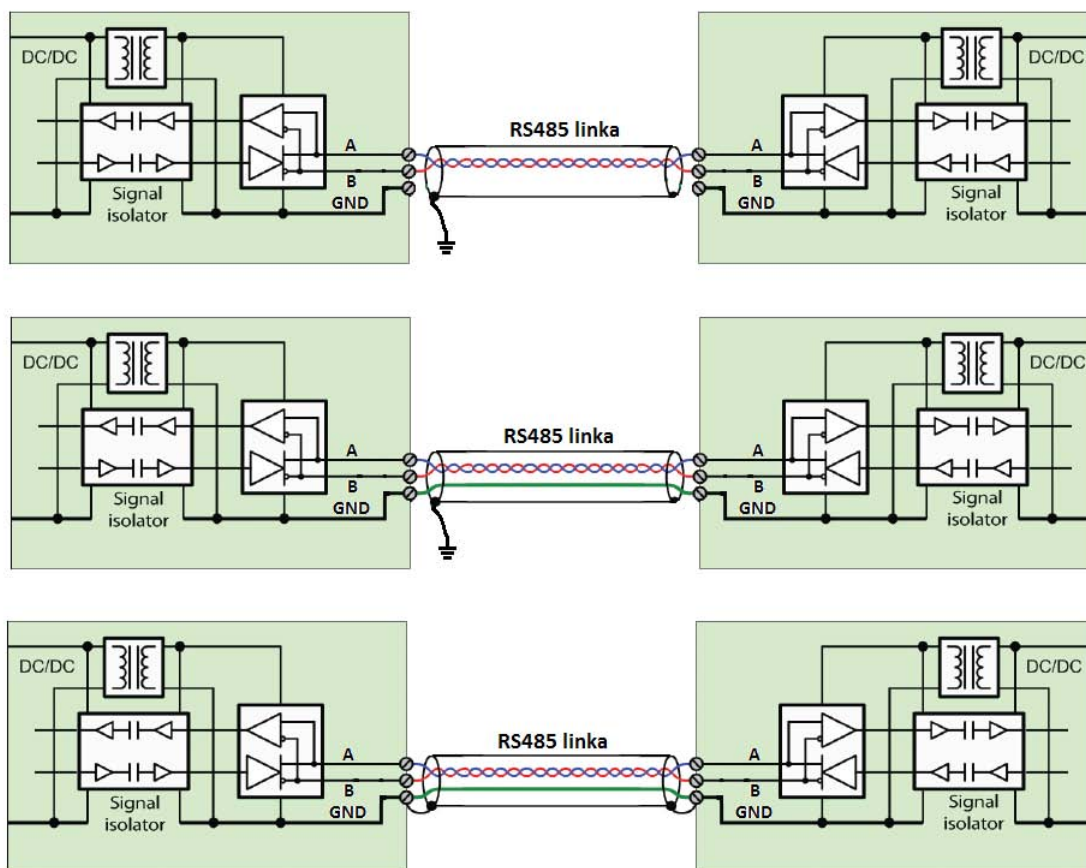 DC/DC
DC/DC
RS485 linka
A
A
B
B
Signal
isolator
GND
GND
Signal
isolator
DC/DC
DC/DC
RS485 linka
A
A
B
B
Signal
isolator
GND
GND
Signal
isolator
DC/DC
DC/DC
RS485 linka
A
A
B
B
Signal
isolator
GND
GND
Signal
isolator